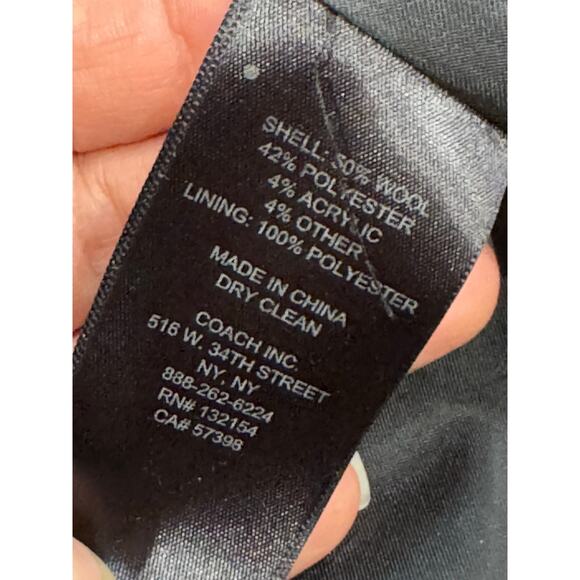 SHELL: 50% WOOL
42% POLYESTER
4% ACRYLIC
4% OTHER
LINING: 100% POLYESTER
MADE IN CHINA
DRY CLEAN
COACH INC
516 W. 34TH STREET
NY, NY
888-262-6224
RN# 132154
CA# 57396